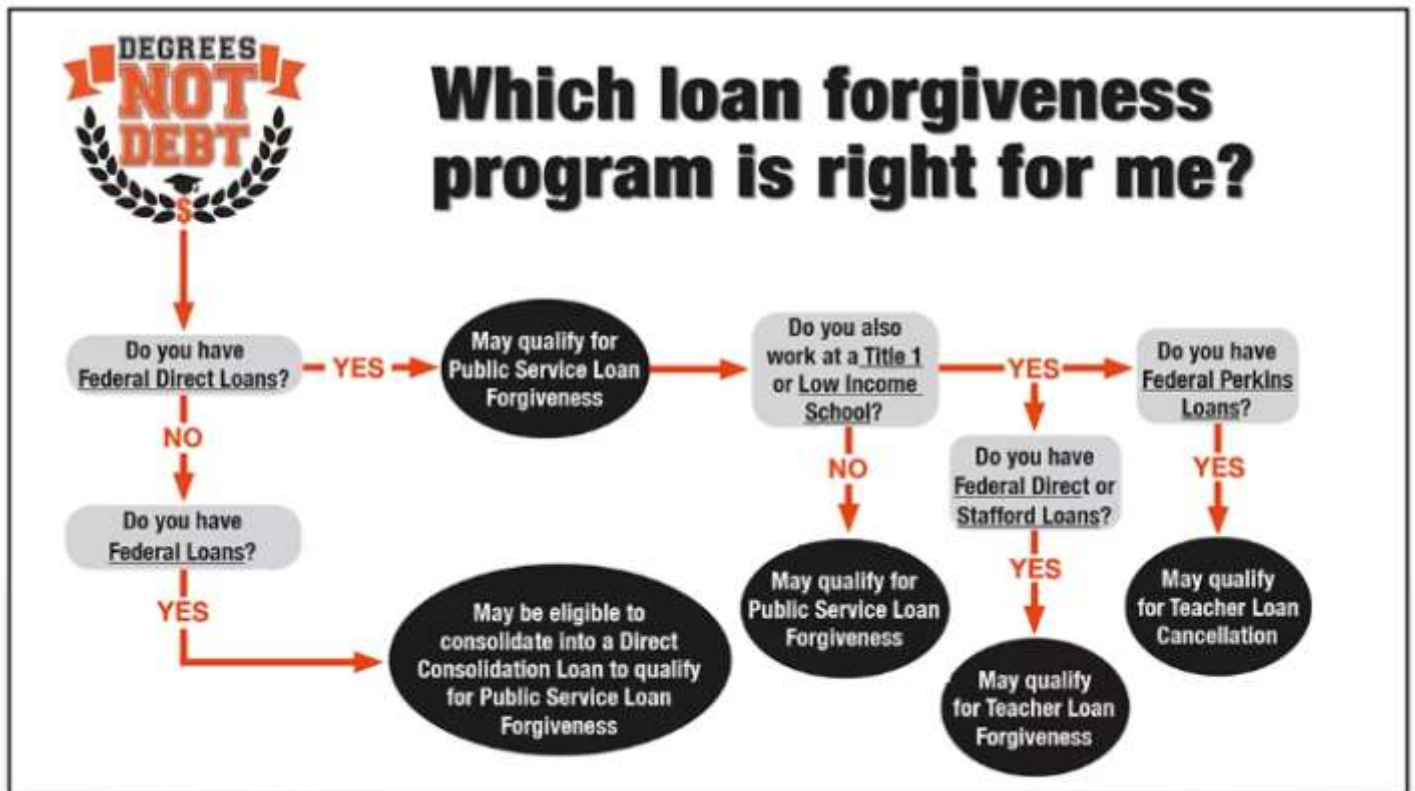 DEGREES
NOT
DEBT
$
Which loan forgiveness
program is right for me?
Do you have
Federal Direct Loans?
YES
May qualify for
Public Service Loan
Forgiveness
Do you also
work at a Title 1
or Low Income
School?
YES
Do you have
Federal Perkins
Loans?
NO
Do you have
Federal Loans?
YES
May be eligible to
consolidate into a Direct
Consolidation Loan to qualify
for Public Service Loan
Forgiveness
NO
May qualify for
Public Service Loan
Forgiveness
Do you have
Federal Direct or
Stafford Loans?
YES
May qualify
for Teacher Loan
Forgiveness
YES
May qualify
for Teacher Loan
Cancellation